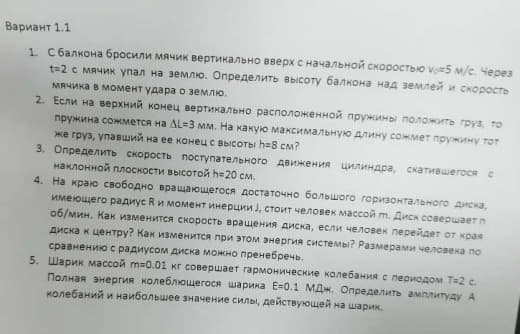 Вариант 1.1
1. С балкона бросили мячик вертикально вверх с начальной скоростью v₀=5 м/с. Через
t=2 с мячик упал на землю. Определить высоту балкона над землей и скорость
мячика в момент удара о землю.
2. Если на верхний конец вертикально расположенной пружины положить груз, то
пружина сожмется на ΔL=3 мм. На какую максимальную длину сожмет пружину тот
же груз, упавший на ее конец с высоты h=8 см?
3. Определить скорость поступательного движения цилиндра, скатившегося с
наклонной плоскости высотой h=20 см.
4. На краю свободно вращающегося достаточно большого горизонтального диска,
имеющего радиус R и момент инерции J, стоит человек массой m. Диск совершает n
об/мин. Как изменится скорость вращения диска, если человек перейдет от края
диска к центру? Как изменится при этом энергия системы? Размерами человека по
сравнению с радиусом диска можно пренебречь.
5. Шарик массой m=0.01 кг совершает гармонические колебания с периодом T=2 с.
Полная энергия колеблющегося шарика E=0.1 МДж. Определить амплитуду A
колебаний и наибольшее значение силы, действующей на шарик.